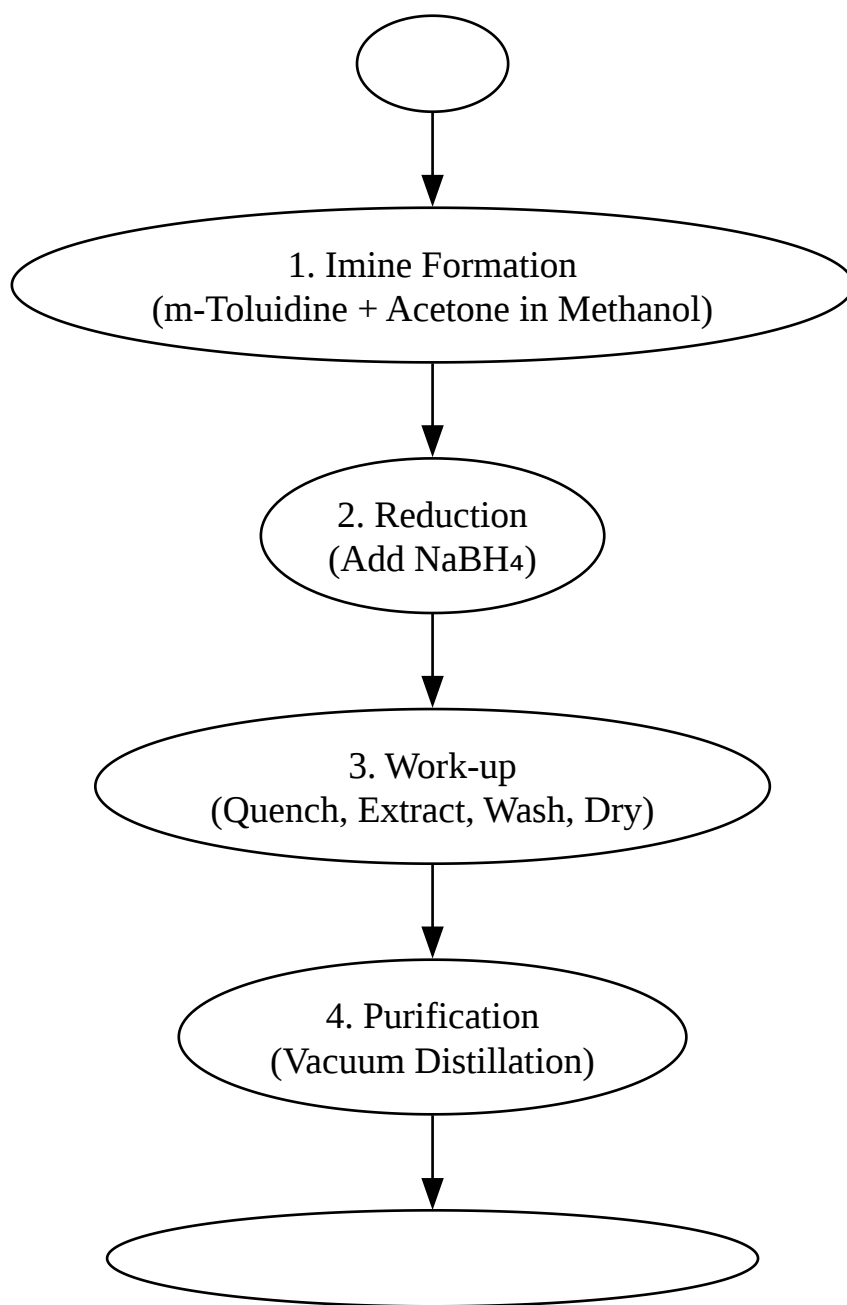 1. Imine Formation
(m-Toluidine + Acetone in Methanol)
2. Reduction
(Add NaBH₄)
3. Work-up
(Quench, Extract, Wash, Dry)
4. Purification
(Vacuum Distillation)